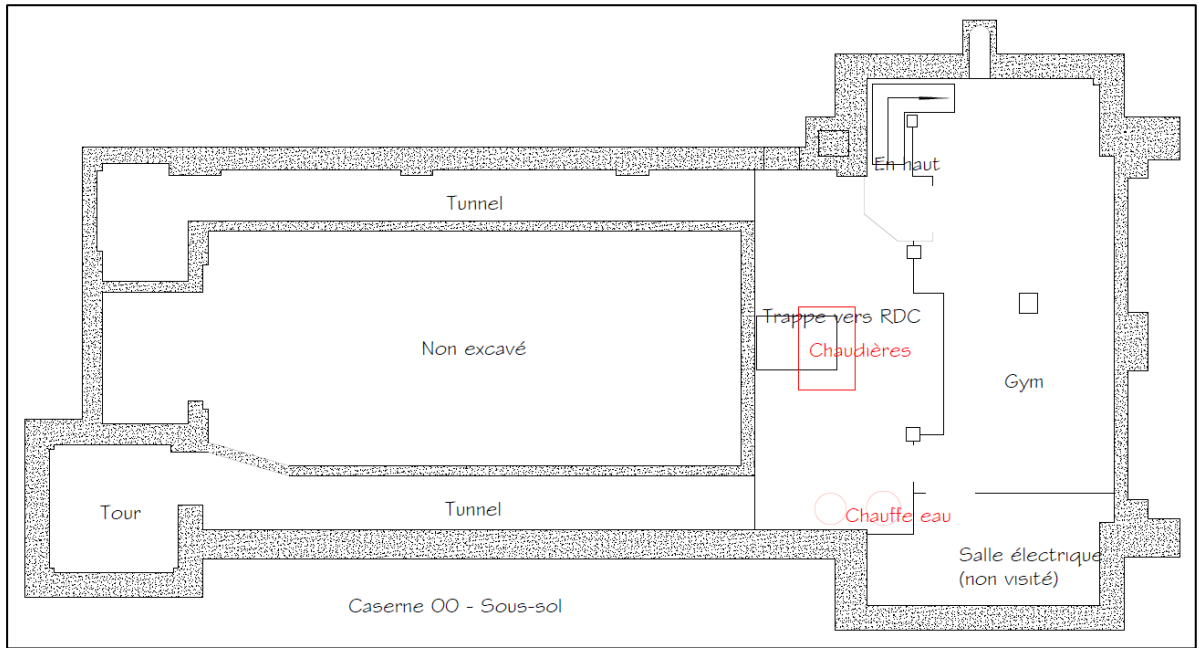 En haut
Tunnel
Trappe vers RDC
Chaudières
Non excavé
Gym
Tour
Tunnel
Chauffe eau
Salle électrique
(non visité)
Caserne 00 - Sous-sol